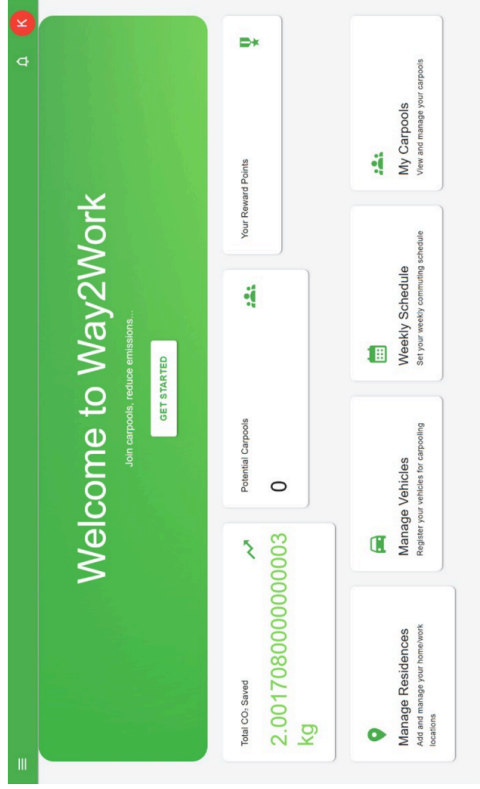 K
Welcome to Way2Work
Join carpools, reduce emissions...
GET STARTED
Total CO₂ Saved
2.0017080000000003
kg
Potential Carpools
0
Your Reward Points
Manage Residences
Add and manage your home/work
locations
Manage Vehicles
Register your vehicles for carpooling
Weekly Schedule
Set your weekly commuting schedule
My Carpools
View and manage your carpools